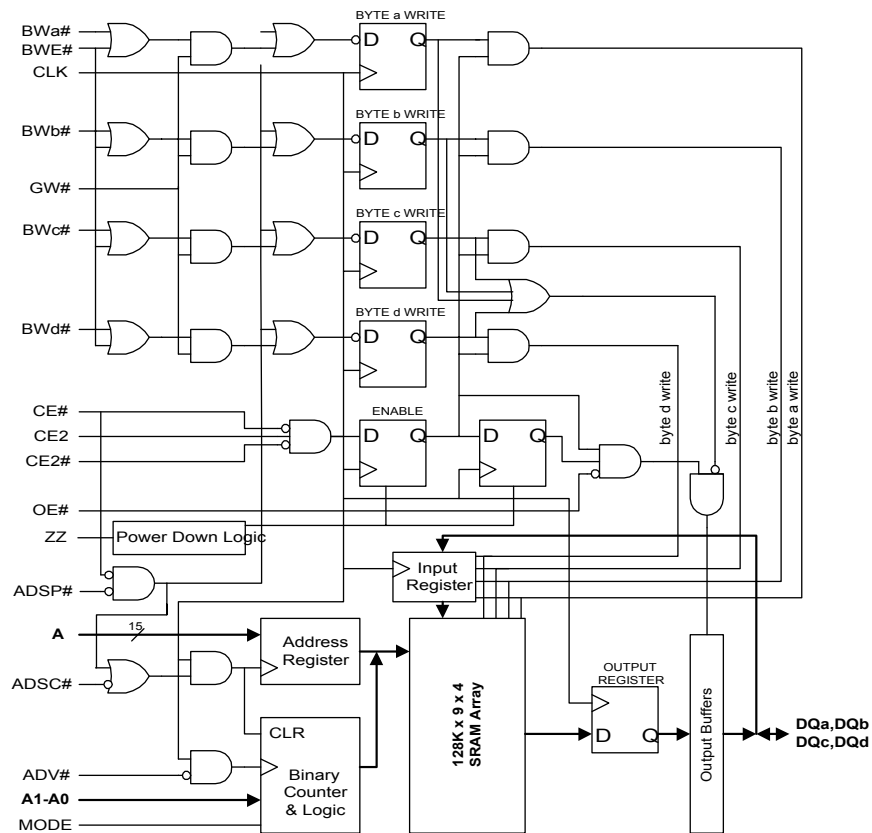 BYTE a WRITE
BWa#
BWE#
D Q
CLK
BYTE b WRITE
BWb#
D Q
GW#
BYTE c WRITE
BWc#
D Q
BYTE d WRITE
BWd#
D Q
byte d write
byte c write
byte b write
byte a write
CE#
ENABLE
CE2
D Q
D Q
CE2#
OE#
ZZ
Power Down Logic
Input
Register
ADSP#
A
15
Address
Register
ADSC#
OUTPUT
REGISTER
128K x 9 x 4
SRAM Array
CLR
D Q
Output Buffers
DQa,DQb
DQc,DQd
ADV#
Binary
Counter
& Logic
A1-A0
MODE